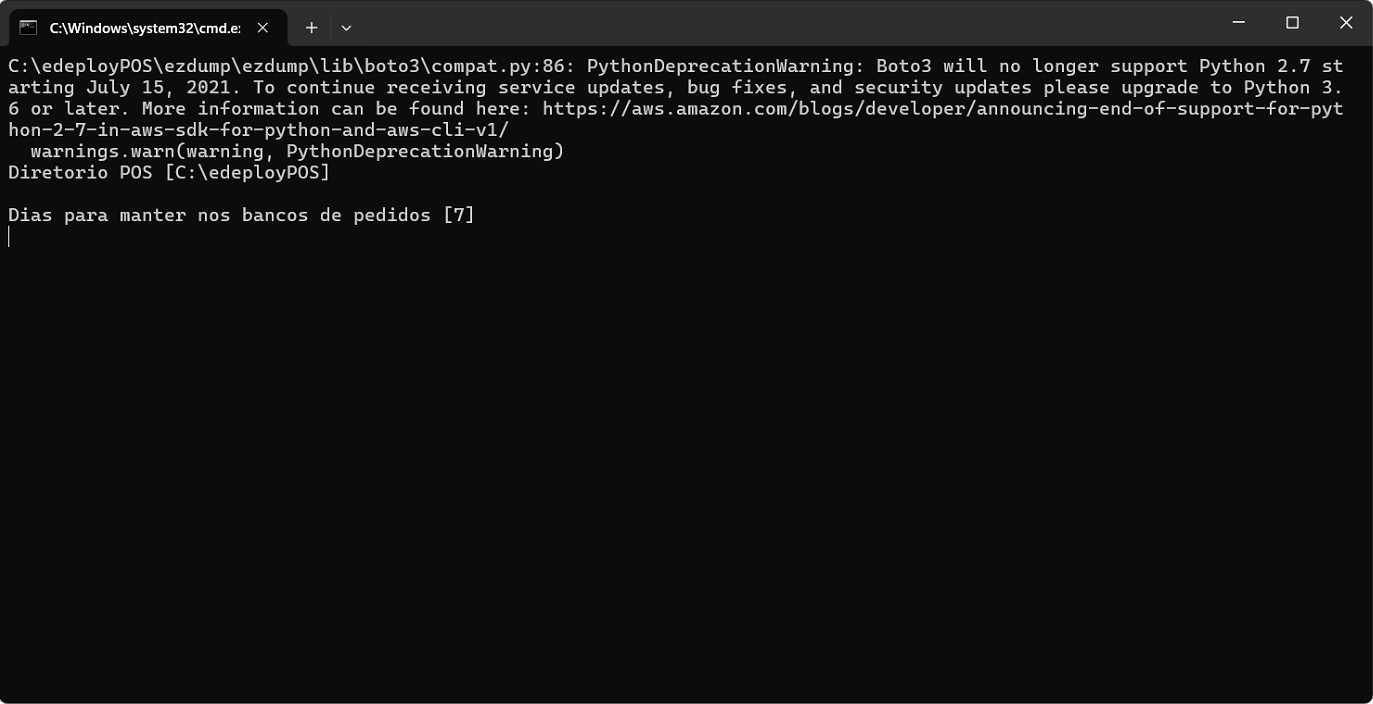 C:\Windows\system32\cmd.e
C:\edeployPOS\ezdump\ezdump\lib\boto3\compat.py:86: PythonDeprecationWarning: Boto3 will no longer support Python 2.7 st
arting July 15, 2021. To continue receiving service updates, bug fixes, and security updates please upgrade to Python 3.
6 or later. More information can be found here: https://aws.amazon.com/blogs/developer/announcing-end-of-support-for-pyt
hon-2-7-in-aws-sdk-for-python-and-aws-cli-v1/
  warnings.warn(warning, PythonDeprecationWarning)
Diretorio POS [C:\edeployPOS]
Dias para manter nos bancos de pedidos [7]